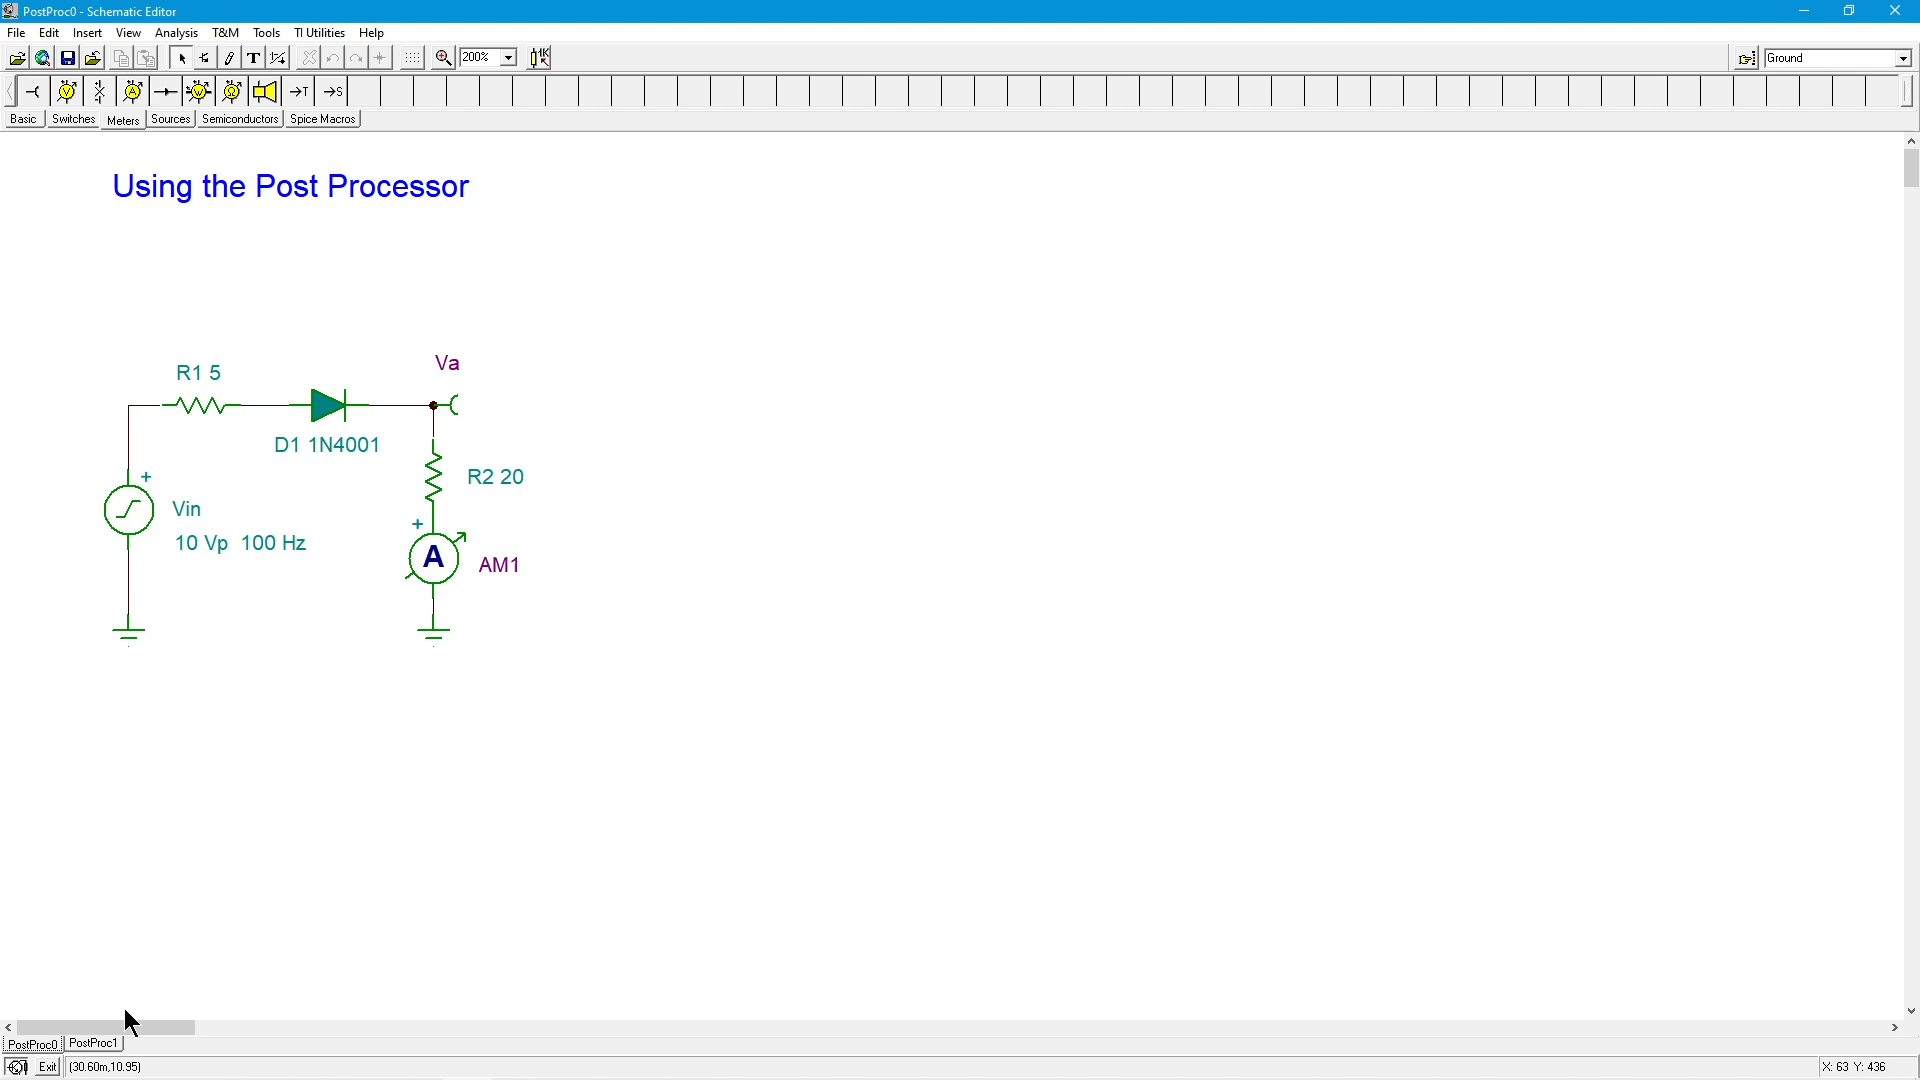 PostProc0 - Schematic Editor
File Edit Insert View Analysis T&M Tools TI Utilities Help
200% 1K Ground
V A W Ω T S
Basic Switches Meters Sources Semiconductors Spice Macros
Using the Post Processor
Va
R1 5
D1 1N4001
+
R2 20
Vin
+
10 Vp 100 Hz
A
AM1
PostProc0 PostProc1
Exit (30.60m,10.95) X: 63 Y: 436